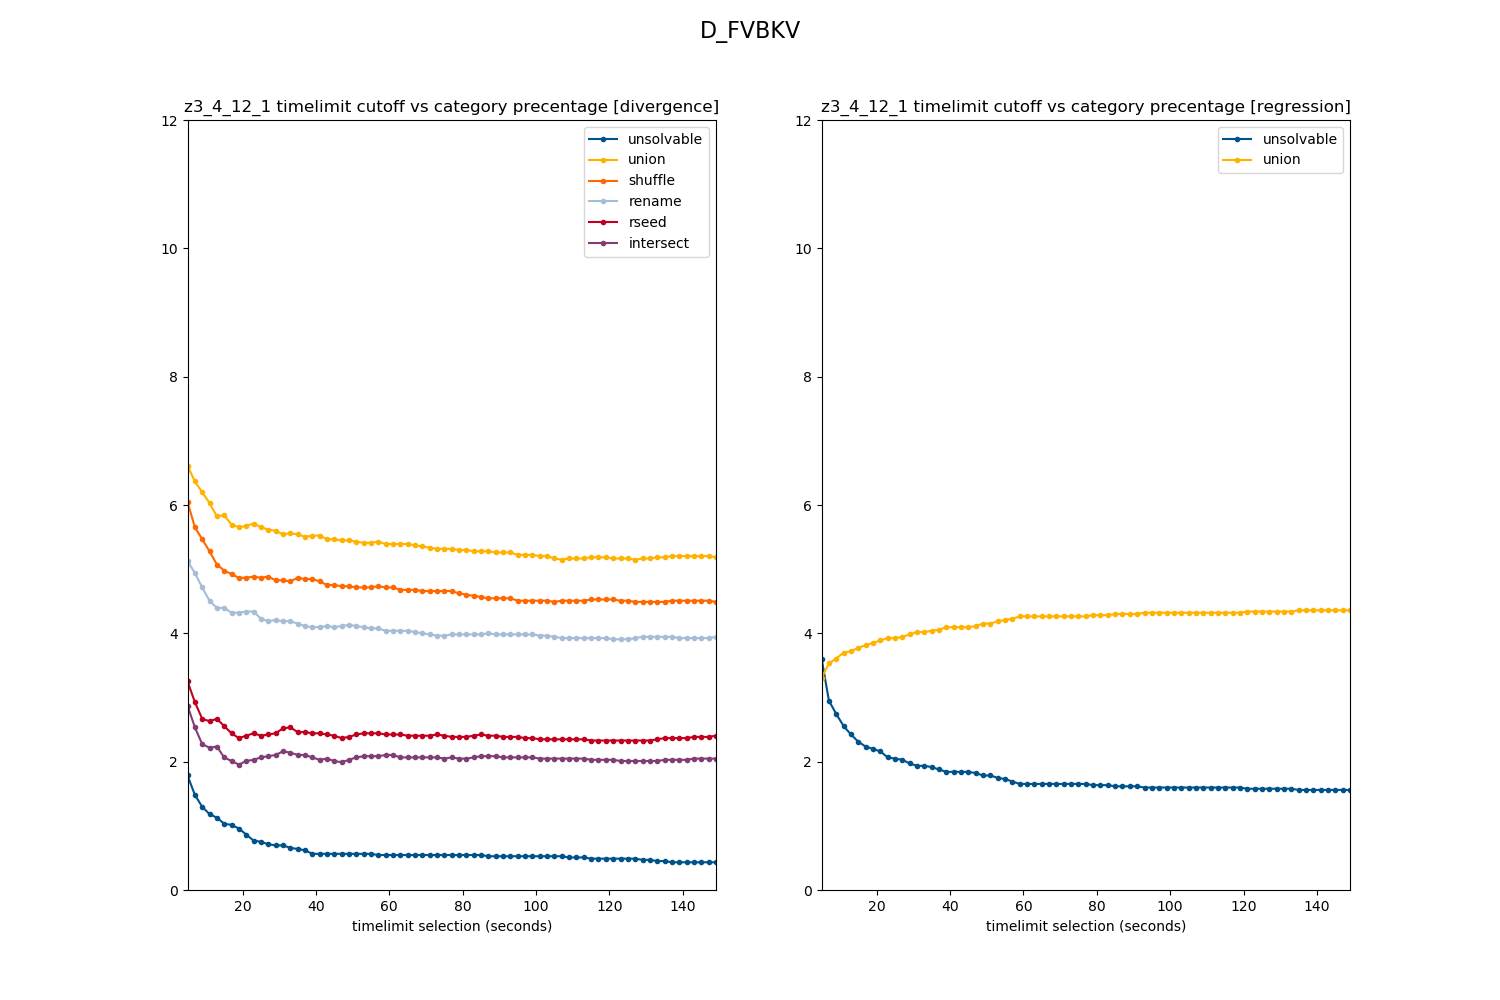 D_FVBKV
z3_4_12_1 timelimit cutoff vs category precentage [divergence]
12
10
8
6
4
2
0
20 40 60 80 100 120 140
timelimit selection (seconds)
unsolvable
union
shuffle
rename
rseed
intersect
z3_4_12_1 timelimit cutoff vs category precentage [regression]
12
10
8
6
4
2
0
20 40 60 80 100 120 140
timelimit selection (seconds)
unsolvable
union